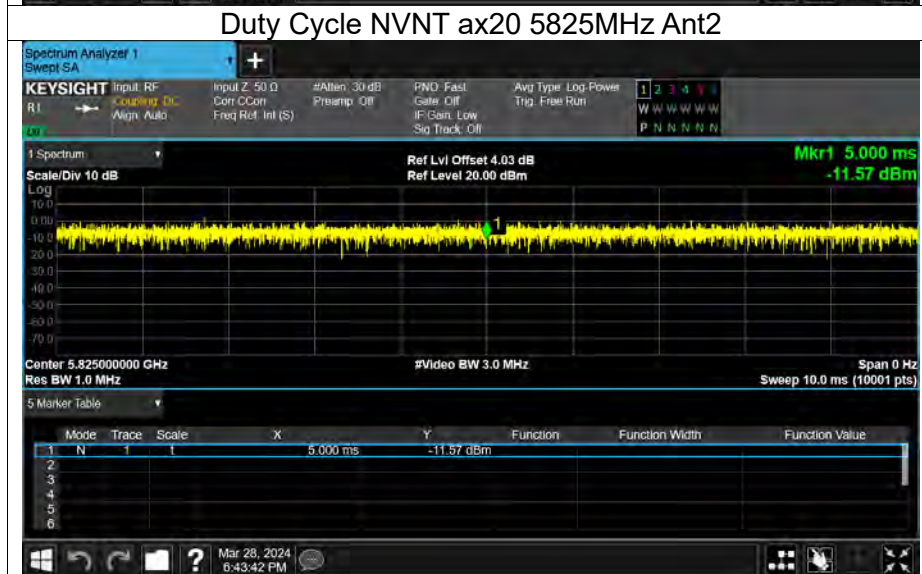 Duty Cycle NVNT ax20 5825MHz Ant2
Spectrum Analyzer 1
Swept SA
+
KEYSIGHT Input: RF Input Z: 50 Ω #Atten: 30 dB PNO: Fast Avg Type: Log-Power 1 2 3 4 5 6
Coupling: DC Corr CCorr Preamp: Off Gate: Off Trig: Free Run W W W W W W
Align: Auto Freq Ref: Int (S) IF Gain: Low
Sig Track: Off P N N N N N
1 Spectrum Ref Lvl Offset 4.03 dB Mkr1 5.000 ms
Scale/Div 10 dB Ref Level 20.00 dBm -11.57 dBm
Log
10.0
0.00
-10.0
-20.0
-30.0
-40.0
-50.0
-60.0
-70.0
1
Center 5.825000000 GHz #Video BW 3.0 MHz Span 0 Hz
Res BW 1.0 MHz Sweep 10.0 ms (10001 pts)
5 Marker Table
Mode Trace Scale X Y Function Function Width Function Value
1 N 1 t 5.000 ms -11.57 dBm
2
3
4
5
6
? Mar 28, 2024
6:43:42 PM